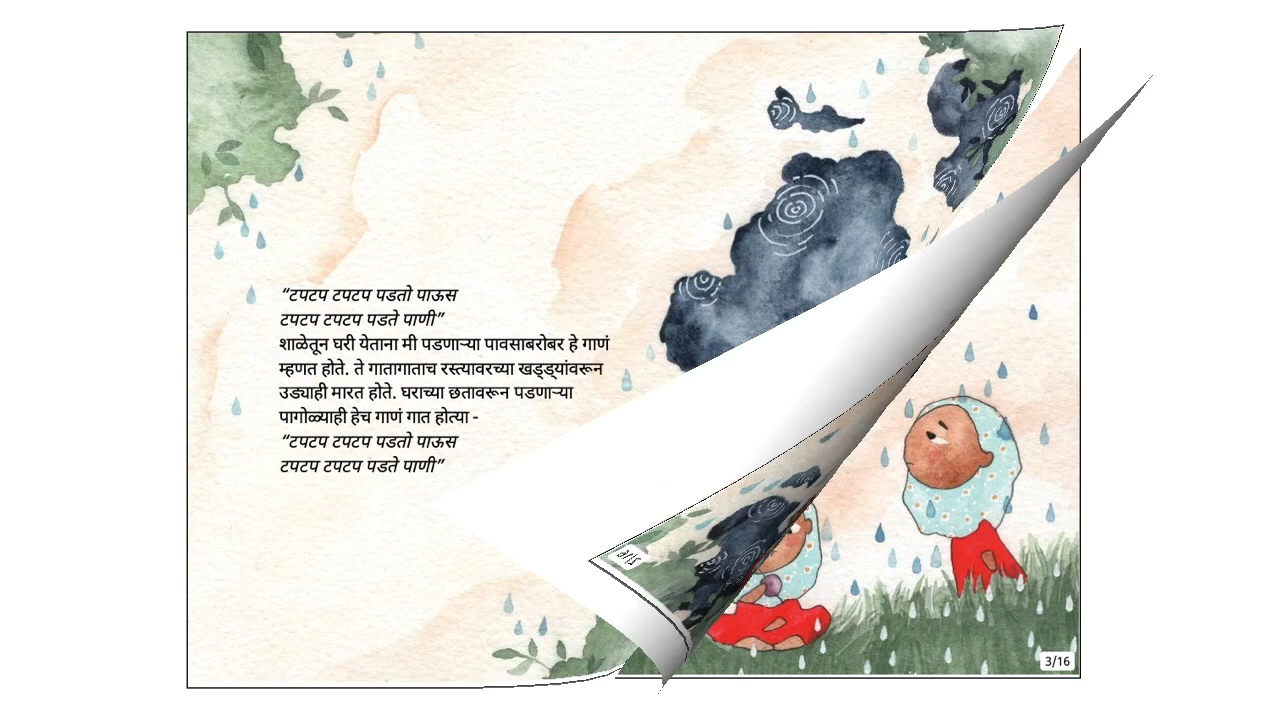 “टपटप टपटप पडतो पाऊस
टपटप टपटप पडते पाणी”
शाळेतून घरी येताना मी पडणाऱ्या पावसाबरोबर हे गाणं
म्हणत होते. ते गातागाताच रस्त्यावरच्या खड्ड्यांवरून
उड्याही मारत होते. घराच्या छतावरून पडणाऱ्या
पागोळ्याही हेच गाणं गात होत्या -
“टपटप टपटप पडतो पाऊस
टपटप टपटप पडते पाणी”
3/16